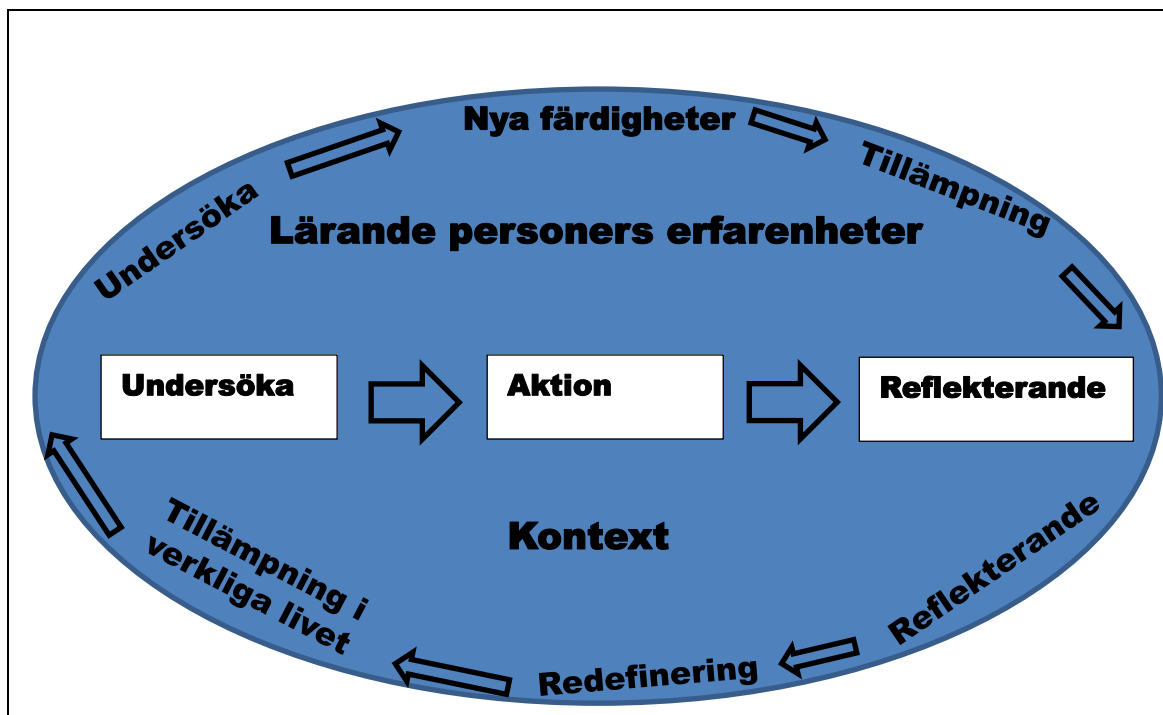 Nya färdigheter
Tillämpning
Undersöka
Lärande personers erfarenheter
Undersöka
Aktion
Reflekterande
Kontext
Tillämpning i
verkliga livet
Redefinering
Reflekterande